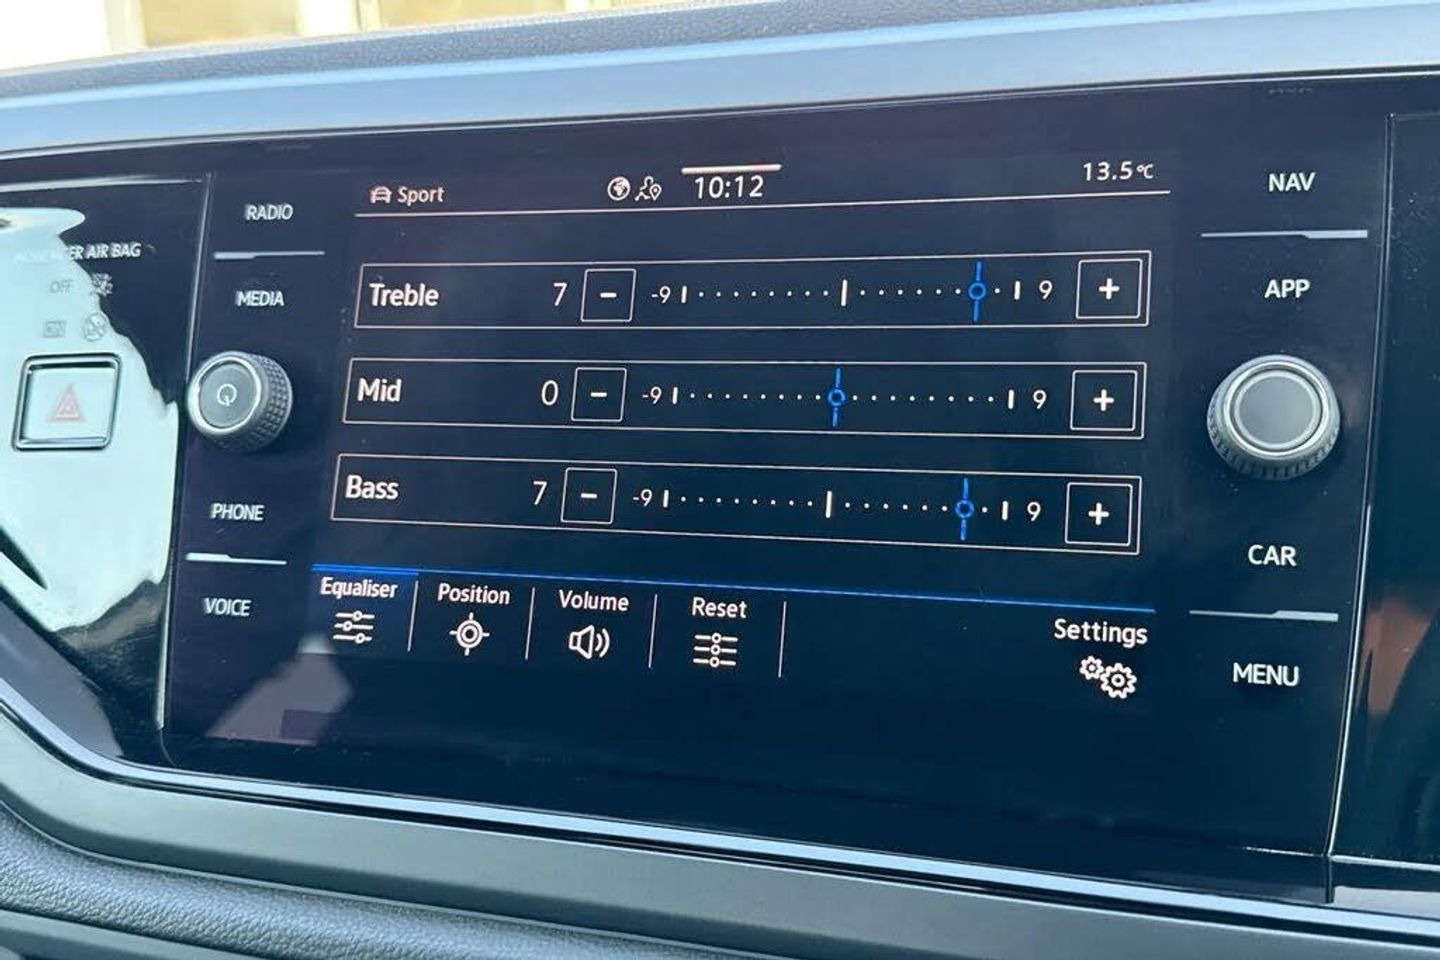 Sport
10:12
13.5°C
Treble 7 - -9 9 +
Mid 0 - -9 9 +
Bass 7 - -9 9 +
Equaliser
Position
Volume
Reset
Settings
RADIO
MEDIA
PHONE
VOICE
NAV
APP
CAR
MENU
AIR BAG
OFF